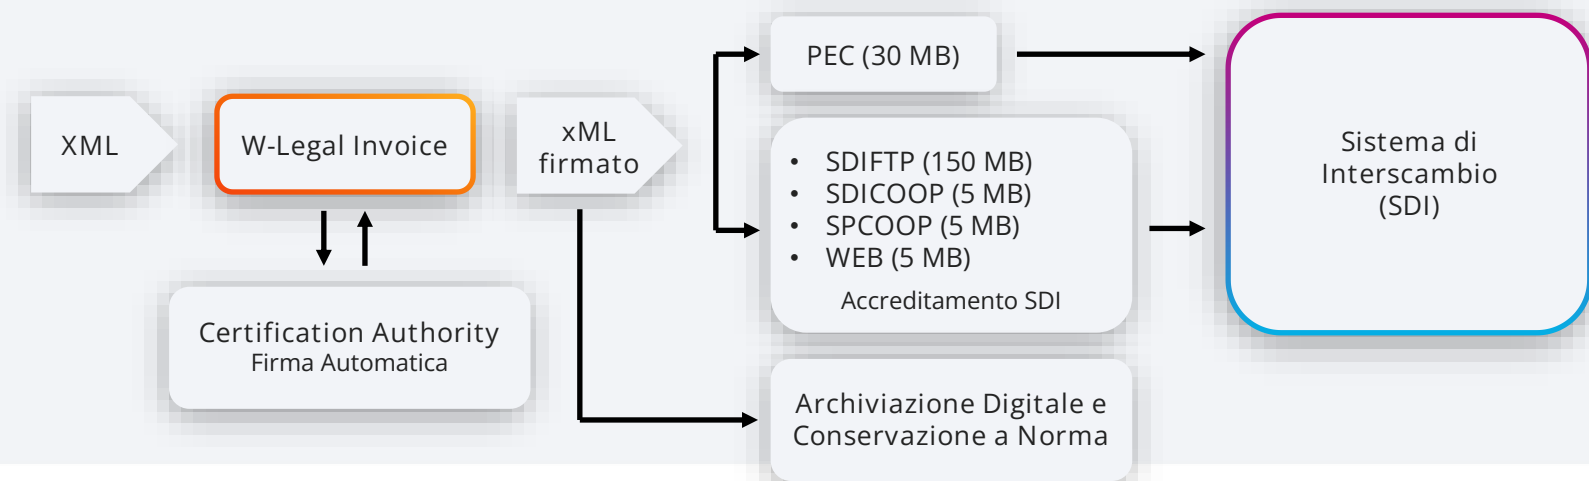 XML
W-Legal Invoice
Certification Authority
Firma Automatica
xML
firmato
PEC (30 MB)
• SDIFTP (150 MB)
• SDICOOP (5 MB)
• SPCOOP (5 MB)
• WEB (5 MB)
Accreditamento SDI
Archiviazione Digitale e
Conservazione a Norma
Sistema di
Interscambio
(SDI)